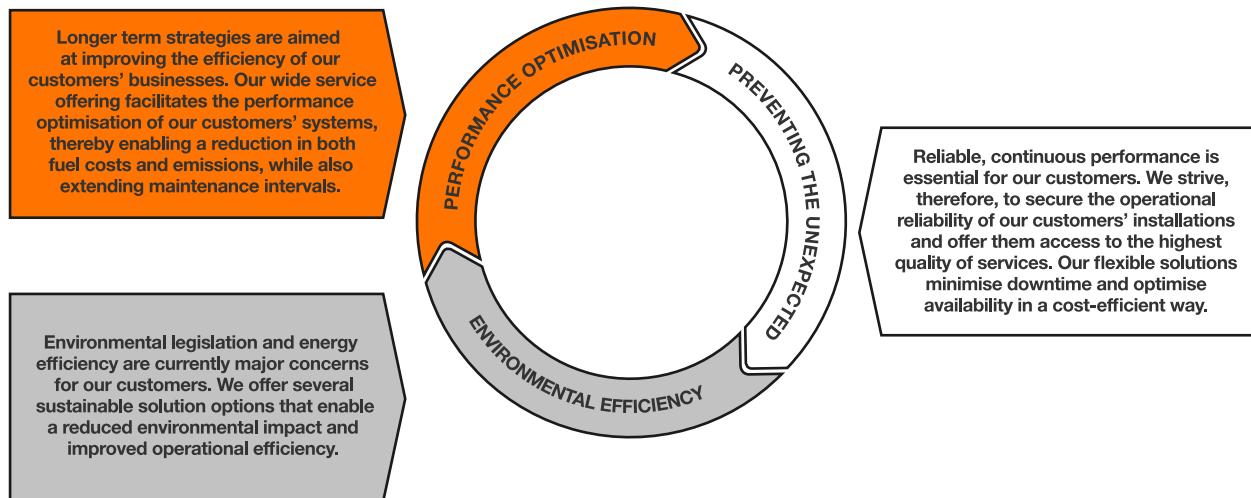 Longer term strategies are aimed
at improving the efficiency of our
customers’ businesses. Our wide service
offering facilitates the performance
optimisation of our customers’ systems,
thereby enabling a reduction in both
fuel costs and emissions, while also
extending maintenance intervals.
PERFORMANCE OPTIMISATION
PREVENTING THE UNEXPECTED
Reliable, continuous performance is
essential for our customers. We strive,
therefore, to secure the operational
reliability of our customers’ installations
and offer them access to the highest
quality of services. Our flexible solutions
minimise downtime and optimise
availability in a cost-efficient way.
ENVIRONMENTAL EFFICIENCY
Environmental legislation and energy
efficiency are currently major concerns
for our customers. We offer several
sustainable solution options that enable
a reduced environmental impact and
improved operational efficiency.